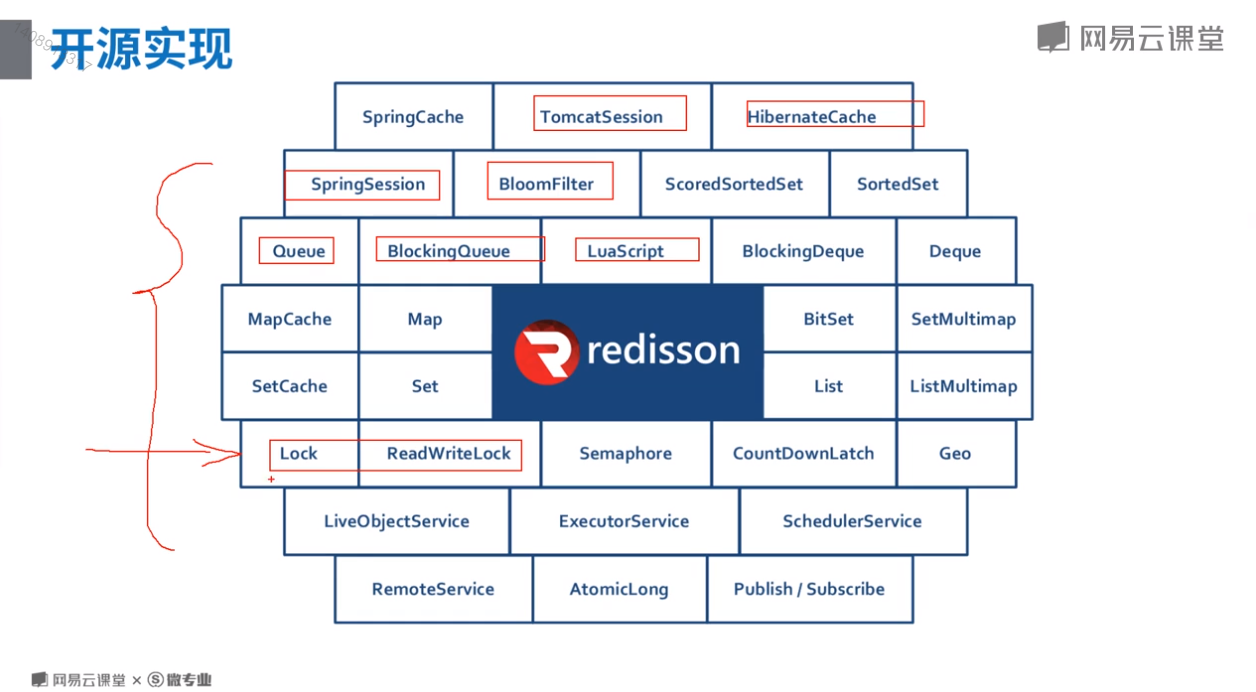 开源实现
网易云课堂
SpringCache TomcatSession HibernateCache
SpringSession BloomFilter ScoredSortedSet SortedSet
Queue BlockingQueue LuaScript BlockingDeque Deque
MapCache Map BitSet SetMultimap
redisson
SetCache Set List ListMultimap
Lock ReadWriteLock Semaphore CountDownLatch Geo
LiveObjectService ExecutorService SchedulerService
RemoteService AtomicLong Publish / Subscribe
网易云课堂 × S 微专业